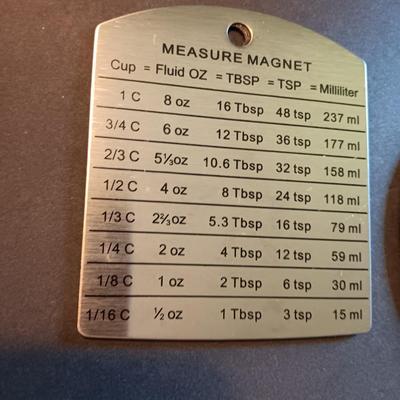 MEASURE MAGNET
Cup = Fluid OZ = TBSP = TSP = Milliliter
1 C 8 oz 16 Tbsp 48 tsp 237 ml
3/4 C 6 oz 12 Tbsp 36 tsp 177 ml
2/3 C 5⅓oz 10.6 Tbsp 32 tsp 158 ml
1/2 C 4 oz 8 Tbsp 24 tsp 118 ml
1/3 C 2⅔oz 5.3 Tbsp 16 tsp 79 ml
1/4 C 2 oz 4 Tbsp 12 tsp 59 ml
1/8 C 1 oz 2 Tbsp 6 tsp 30 ml
1/16 C ½ oz 1 Tbsp 3 tsp 15 ml